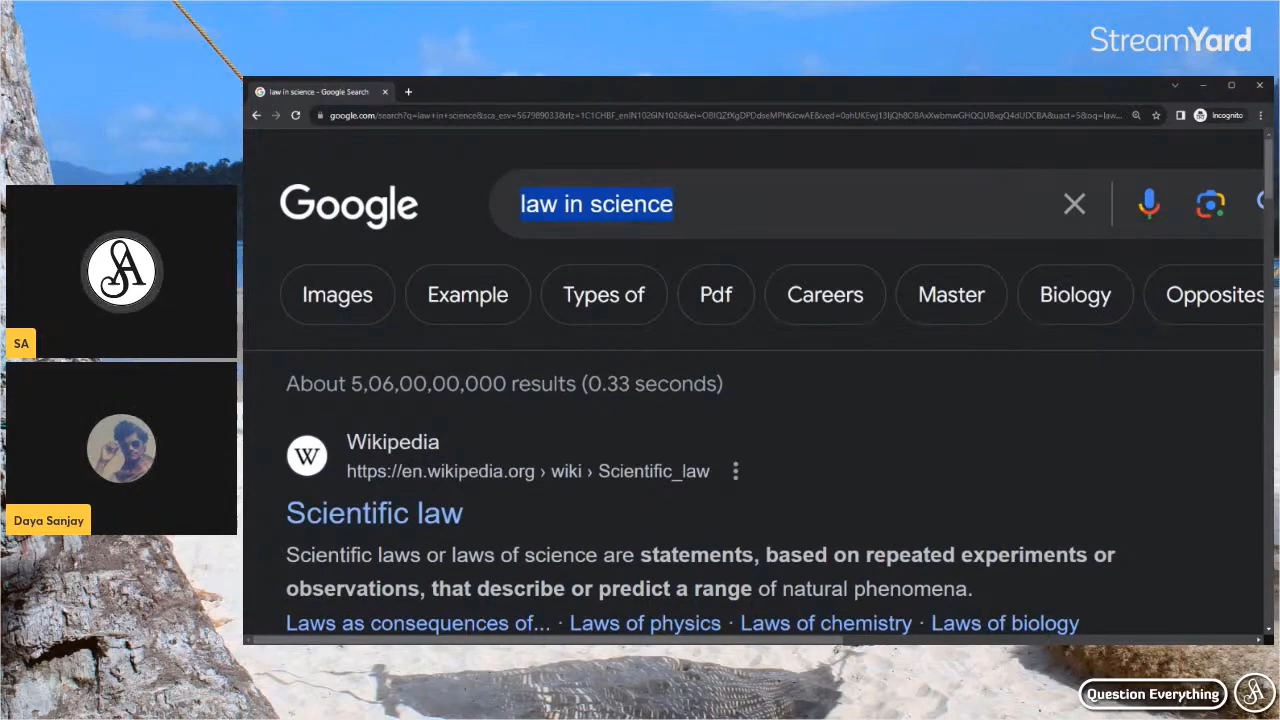 StreamYard
law in science - Google Search
Incognito
Google
law in science
Images
Example
Types of
Pdf
Careers
Master
Biology
Opposites
About 5,06,00,00,000 results (0.33 seconds)
W
Wikipedia
https://en.wikipedia.org › wiki › Scientific_law
Scientific law
Scientific laws or laws of science are statements, based on repeated experiments or
observations, that describe or predict a range of natural phenomena.
Laws as consequences of... · Laws of physics · Laws of chemistry · Laws of biology
SA
SA
Daya Sanjay
Question Everything
SA